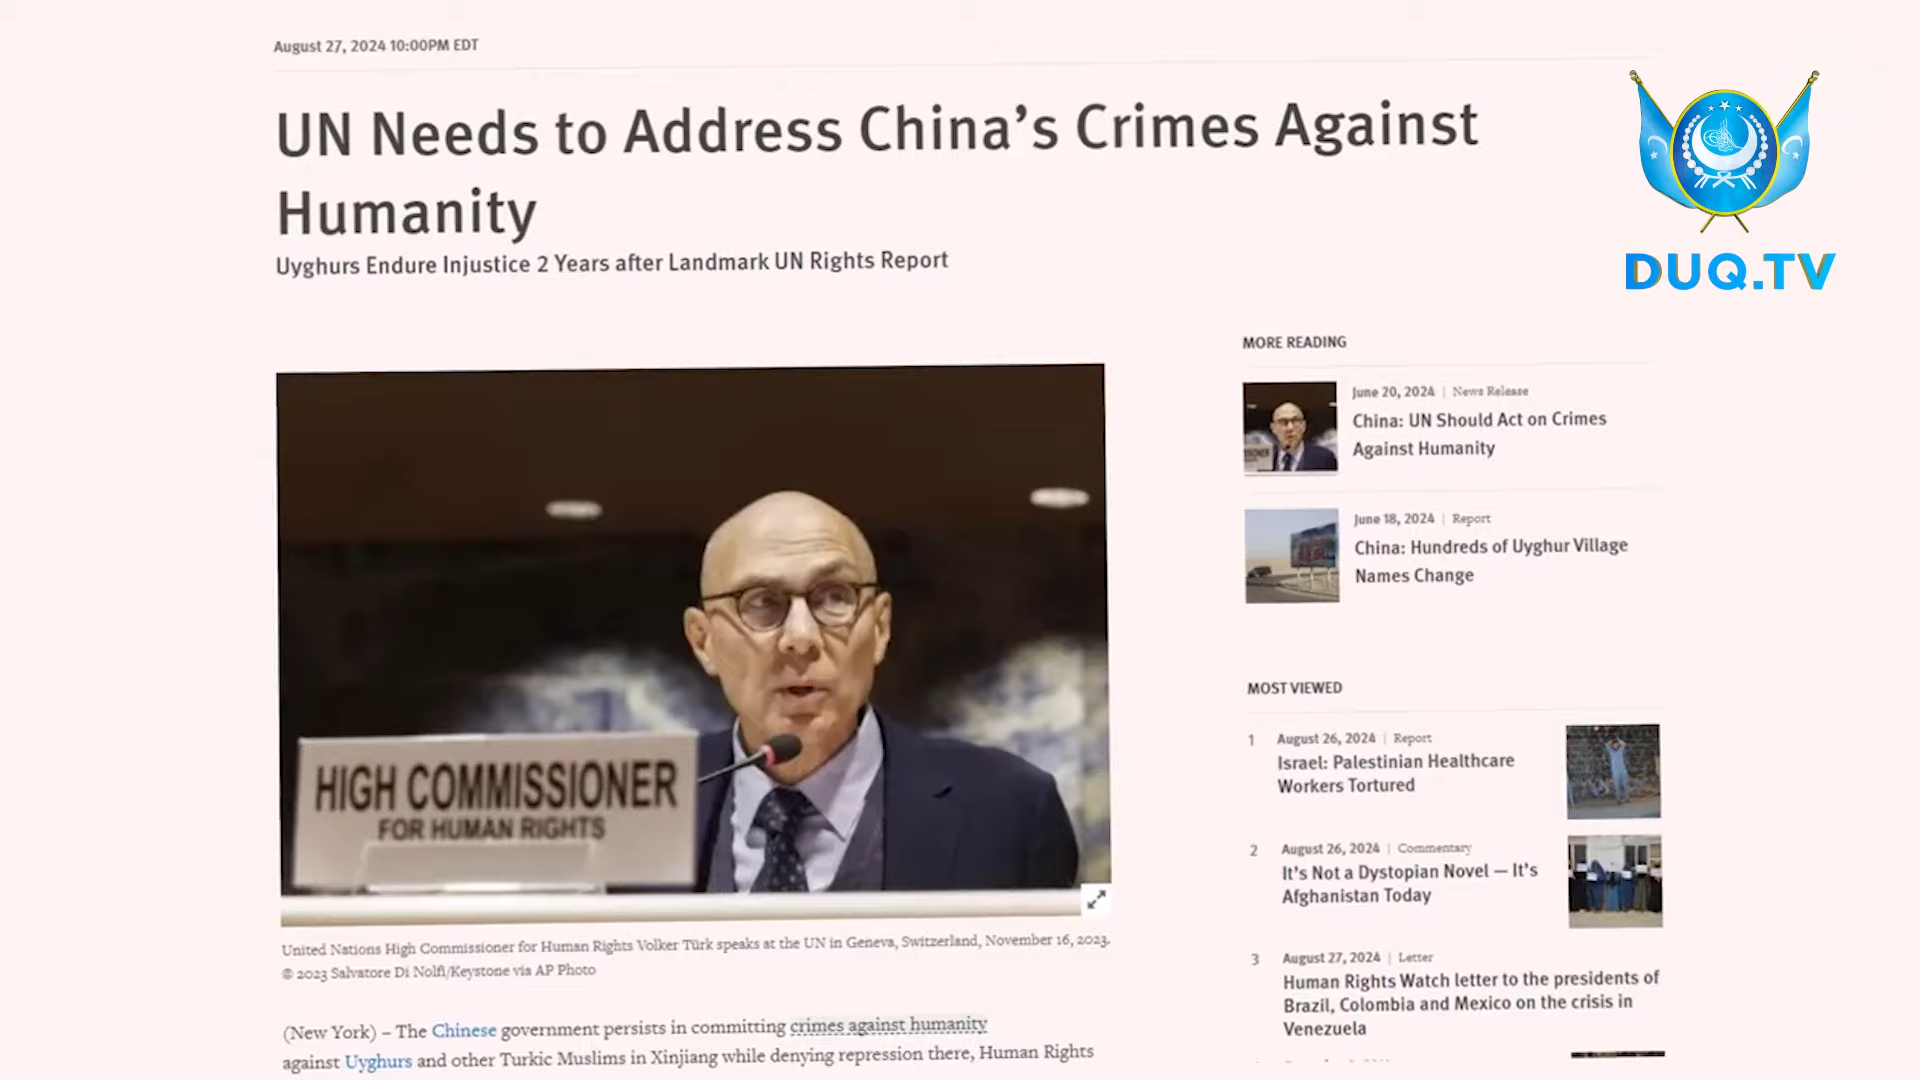 August 27, 2024 10:00PM EDT
UN Needs to Address China’s Crimes Against
Humanity
Uyghurs Endure Injustice 2 Years after Landmark UN Rights Report
DUQ.TV
HIGH COMMISSIONER
FOR HUMAN RIGHTS
United Nations High Commissioner for Human Rights Volker Türk speaks at the UN in Geneva, Switzerland, November 16, 2023.
© 2023 Salvatore Di Nolfi/Keystone via AP Photo
(New York) – The Chinese government persists in committing crimes against humanity
against Uyghurs and other Turkic Muslims in Xinjiang while denying repression there, Human Rights
MORE READING
June 20, 2024 | News Release
China: UN Should Act on Crimes
Against Humanity
June 18, 2024 | Report
China: Hundreds of Uyghur Village
Names Change
MOST VIEWED
1 August 26, 2024 | Report
Israel: Palestinian Healthcare
Workers Tortured
2 August 26, 2024 | Commentary
It’s Not a Dystopian Novel — It’s
Afghanistan Today
3 August 27, 2024 | Letter
Human Rights Watch letter to the presidents of
Brazil, Colombia and Mexico on the crisis in
Venezuela